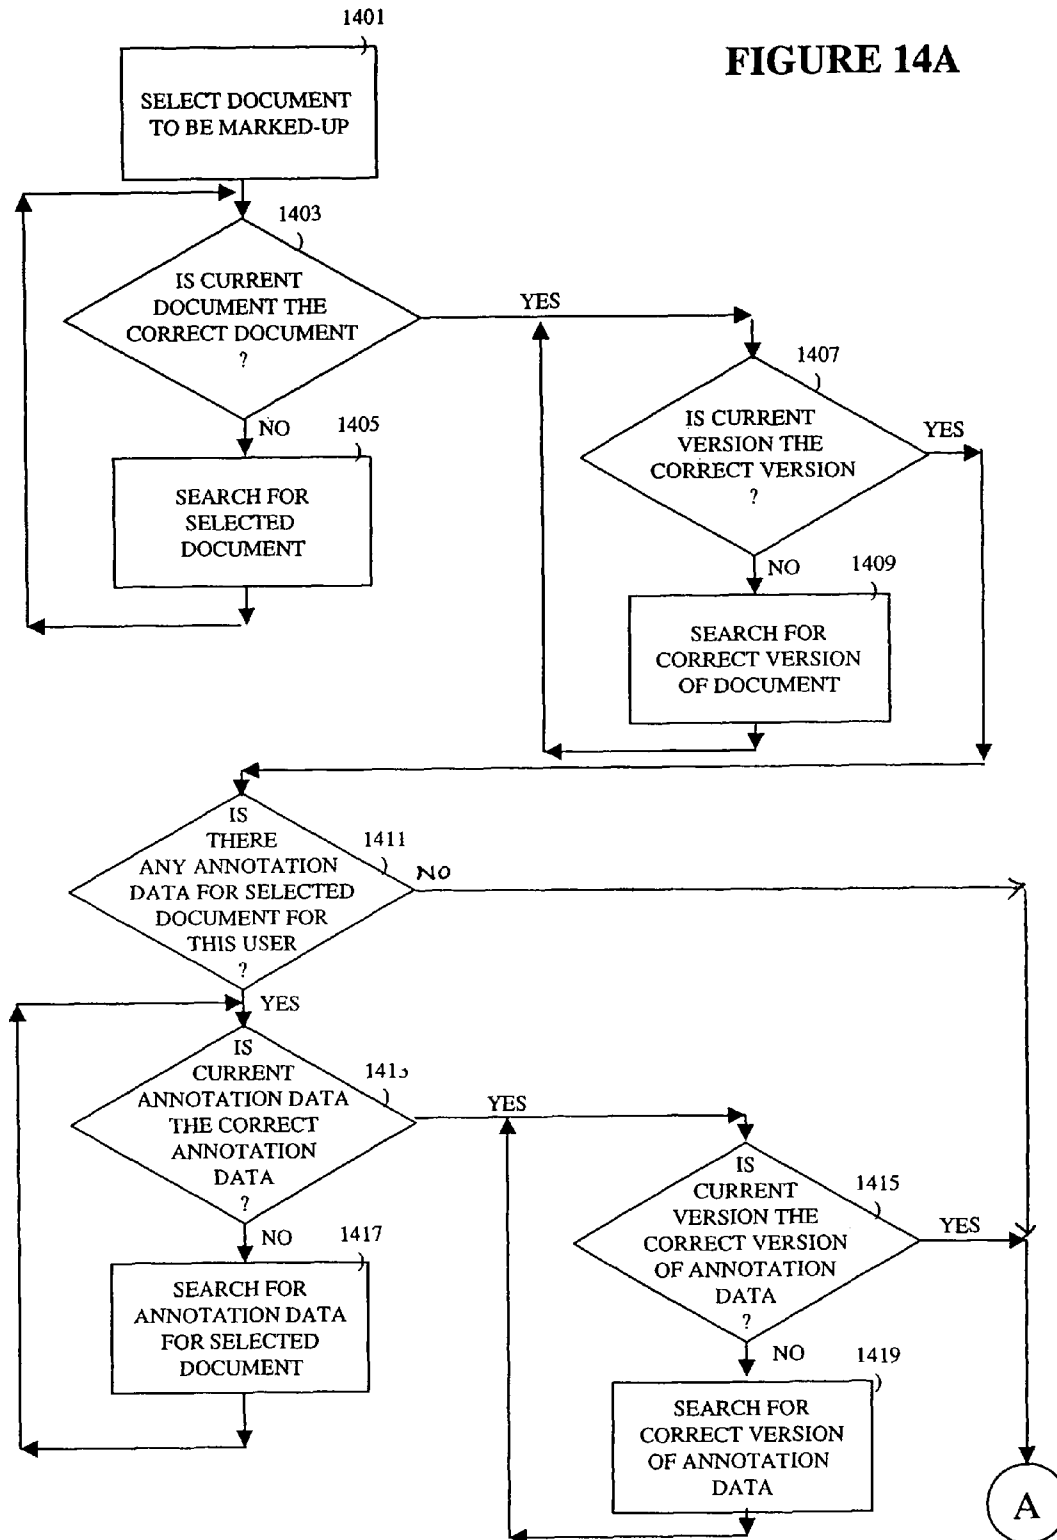 1401
FIGURE 14A
SELECT DOCUMENT
TO BE MARKED-UP
1403
IS CURRENT
DOCUMENT THE
CORRECT DOCUMENT
?
YES
NO
1405
SEARCH FOR
SELECTED
DOCUMENT
1407
IS CURRENT
VERSION THE
CORRECT VERSION
?
YES
NO
1409
SEARCH FOR
CORRECT VERSION
OF DOCUMENT
IS
THERE
ANY ANNOTATION
DATA FOR SELECTED
DOCUMENT FOR
THIS USER
?
1411
NO
YES
IS
CURRENT
ANNOTATION DATA
THE CORRECT
ANNOTATION
DATA
?
1413
YES
NO
1417
SEARCH FOR
ANNOTATION DATA
FOR SELECTED
DOCUMENT
IS
CURRENT
VERSION THE
CORRECT VERSION
OF ANNOTATION
DATA
?
1415
YES
NO
1419
SEARCH FOR
CORRECT VERSION
OF ANNOTATION
DATA
A